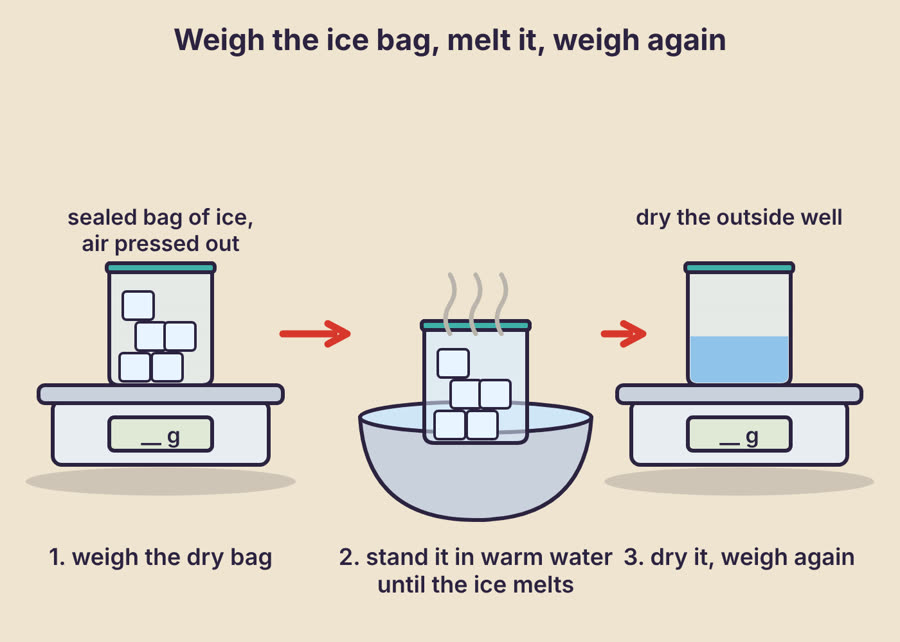 Weigh the ice bag, melt it, weigh again
sealed bag of ice,
air pressed out
dry the outside well
__ g
__ g
1. weigh the dry bag
2. stand it in warm water
until the ice melts
3. dry it, weigh again